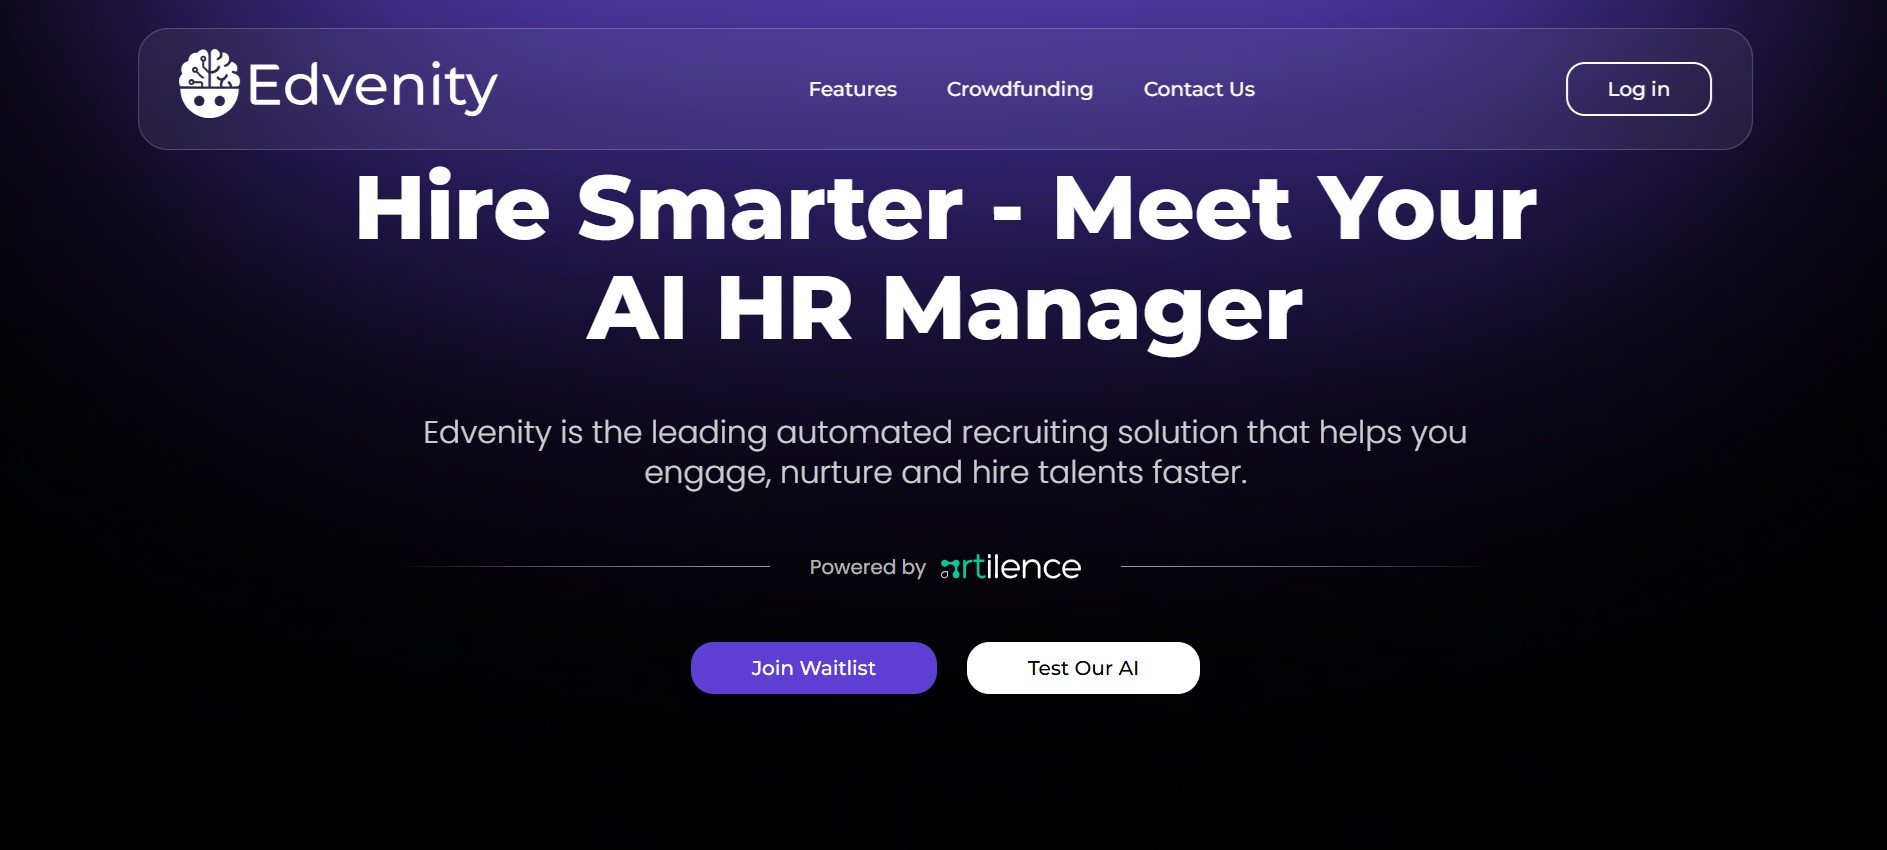 Edvenity
Features
Crowdfunding
Contact Us
Log in
Hire Smarter - Meet Your
AI HR Manager
Edvenity is the leading automated recruiting solution that helps you
engage, nurture and hire talents faster.
Powered by artilence
Join Waitlist
Test Our AI